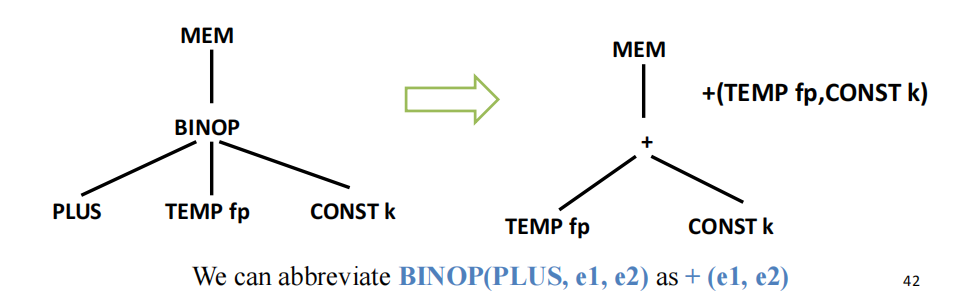 MEM
BINOP
PLUS TEMP fp CONST k
MEM
+(TEMP fp,CONST k)
+
TEMP fp CONST k
We can abbreviate BINOP(PLUS, e1, e2) as + (e1, e2)
42